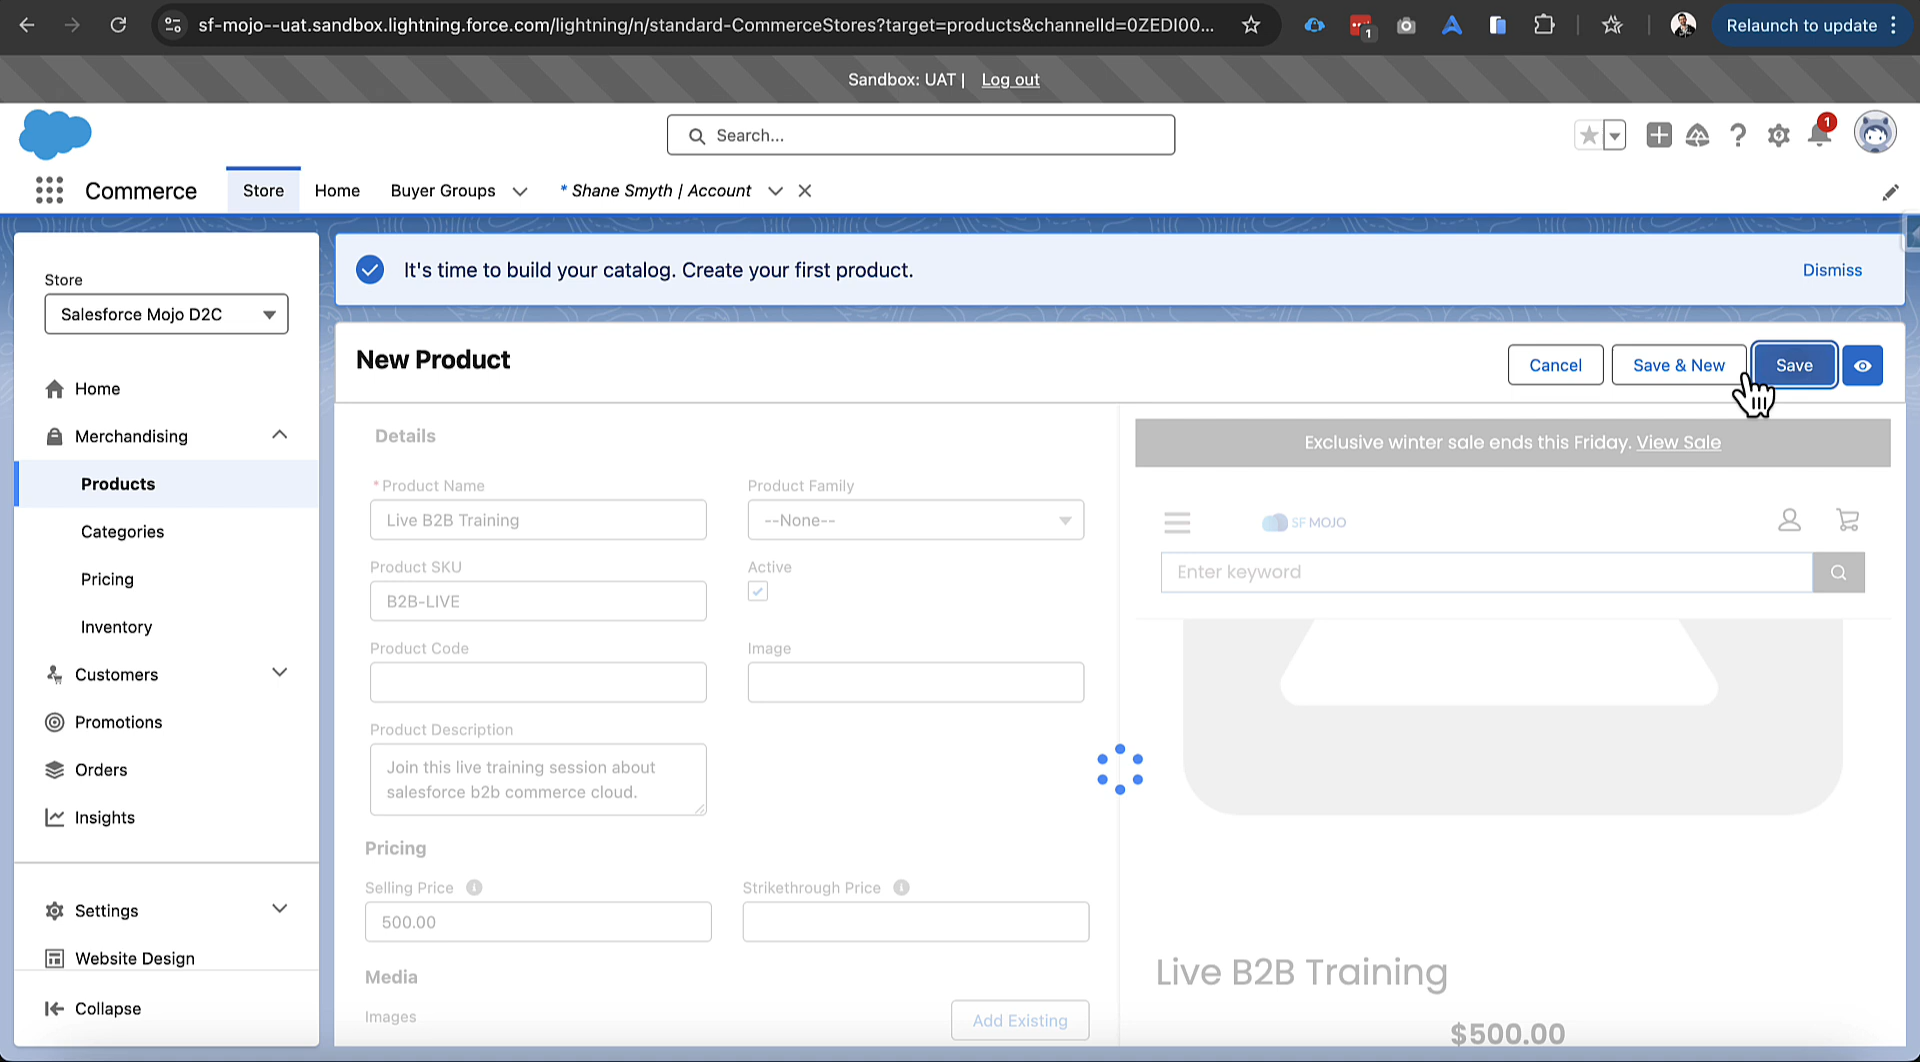 sf-mojo--uat.sandbox.lightning.force.com/lightning/n/standard-CommerceStores?target=products&channelId=0ZEDI00...
1
Relaunch to update
Sandbox: UAT | Log out
Search...
1
Commerce
Store
Home
Buyer Groups
* Shane Smyth | Account
Store
Salesforce Mojo D2C
Home
Merchandising
Products
Categories
Pricing
Inventory
Customers
Promotions
Orders
Insights
Settings
Website Design
Collapse
It's time to build your catalog. Create your first product.
Dismiss
New Product
Cancel
Save & New
Save
Details
* Product Name
Live B2B Training
Product Family
--None--
Product SKU
B2B-LIVE
Active
Product Code
Image
Product Description
Join this live training session about
salesforce b2b commerce cloud.
Pricing
Selling Price
500.00
Strikethrough Price
Media
Images
Add Existing
Exclusive winter sale ends this Friday. View Sale
SF MOJO
Enter keyword
Live B2B Training
$500.00